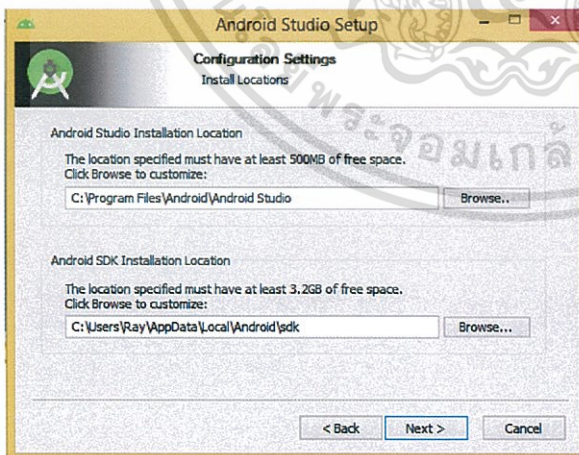 Android Studio Setup
Configuration Settings
Install Locations
Android Studio Installation Location
The location specified must have at least 500MB of free space.
Click Browse to customize:
C:\Program Files\Android\Android Studio
Browse..
Android SDK Installation Location
The location specified must have at least 3.2GB of free space.
Click Browse to customize:
C:\Users\Ray\AppData\Local\Android\sdk
Browse...
< Back
Next >
Cancel